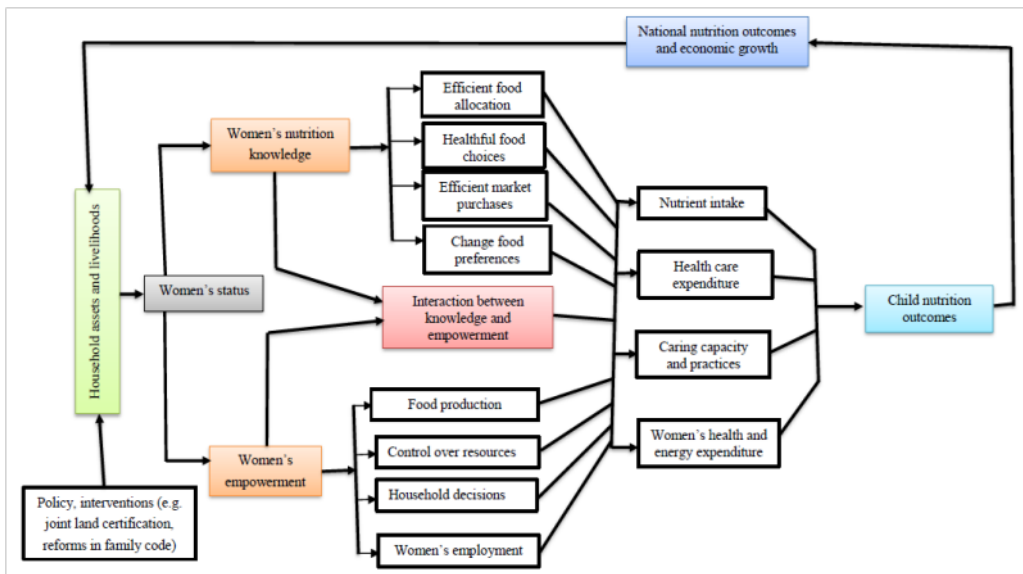 National nutrition outcomes
and economic growth
Efficient food
allocation
Women's nutrition
knowledge
Healthful food
choices
Efficient market
purchases
Change food
preferences
Household assets and livelihoods
Women's status
Interaction between
knowledge and
empowerment
Nutrient intake
Health care
expenditure
Caring capacity
and practices
Women's health and
energy expenditure
Child nutrition
outcomes
Food production
Control over resources
Household decisions
Women's employment
Women's
empowerment
Policy, interventions (e.g.
joint land certification,
reforms in family code)